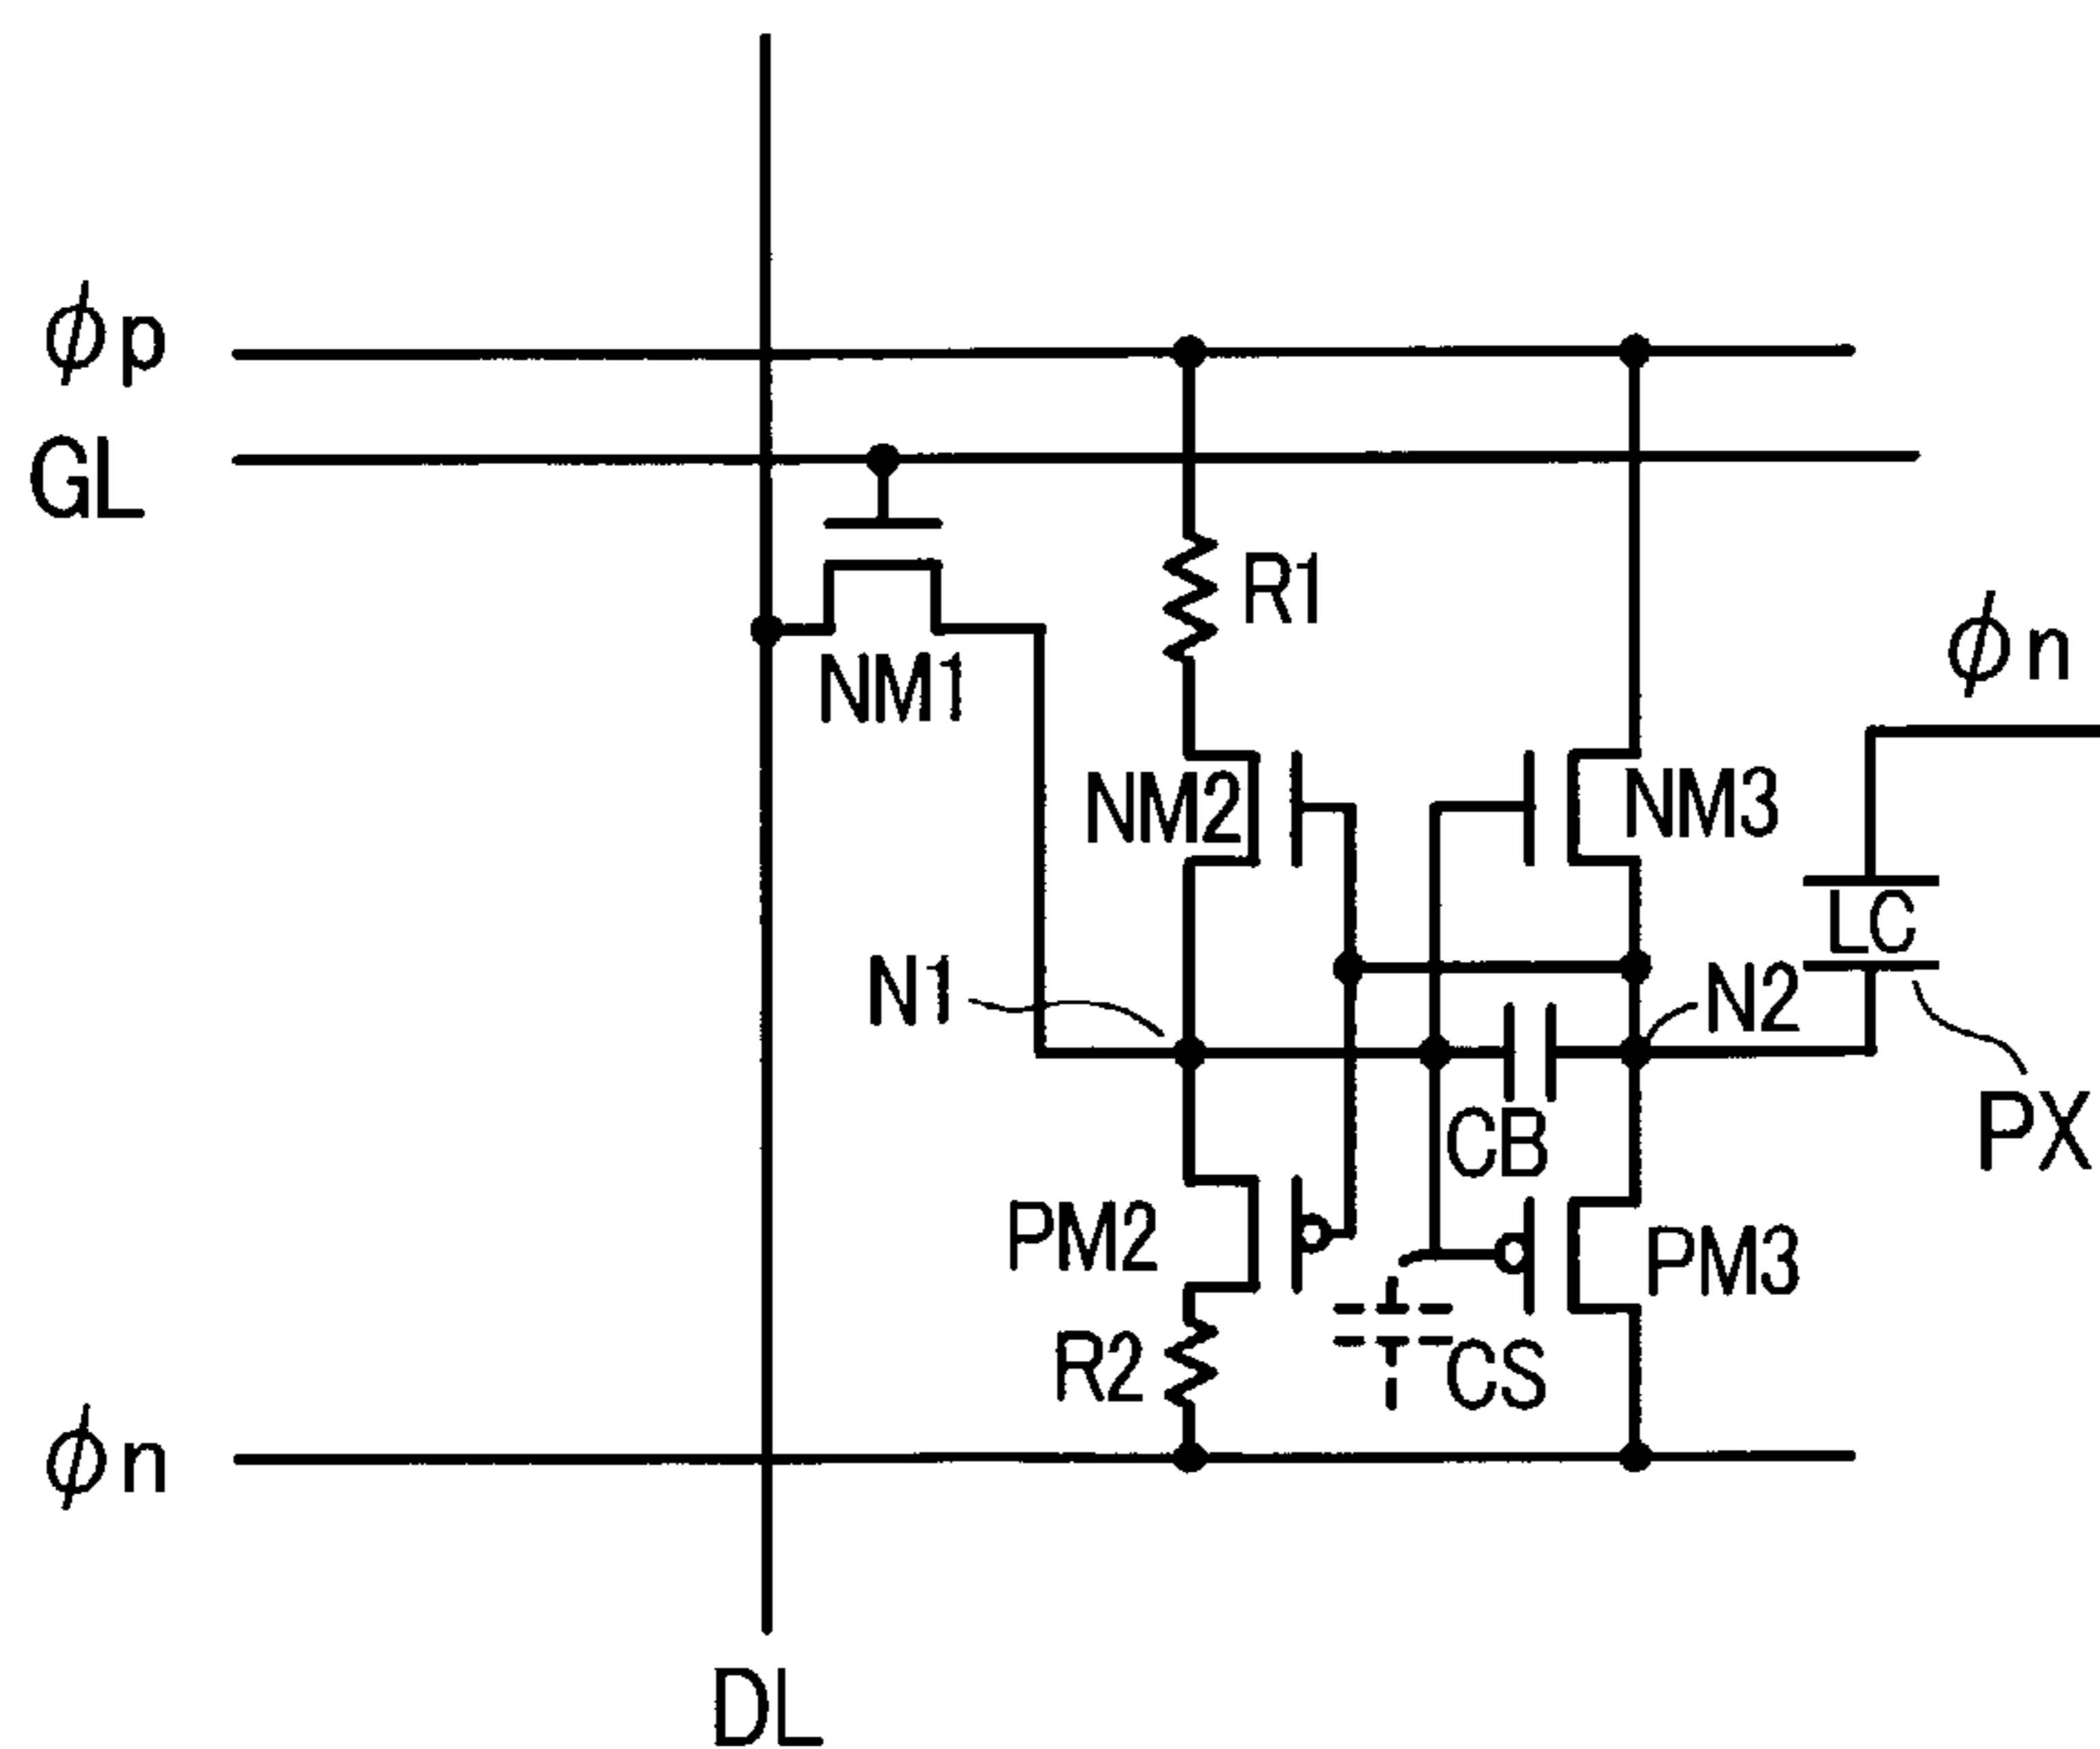 ϕp
GL
R1
ϕn
NM1
NM2
NM3
LC
N1
N2
CB
PX
PM2
PM3
R2
CS
ϕn
DL